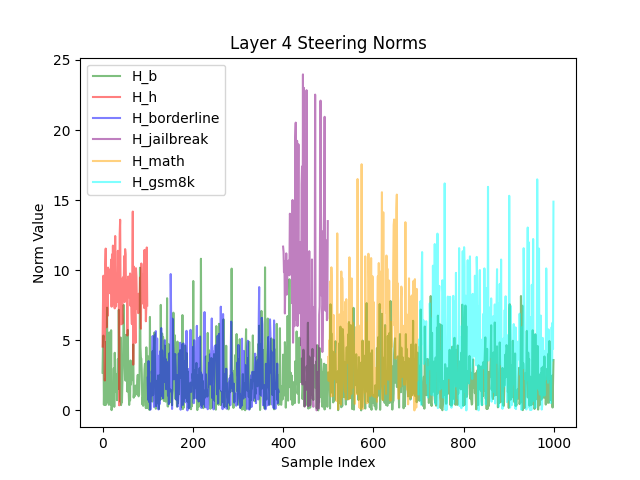 Layer 4 Steering Norms
25
20
15
10
5
0
Norm Value
H_b
H_h
H_borderline
H_jailbreak
H_math
H_gsm8k
0 200 400 600 800 1000
Sample Index